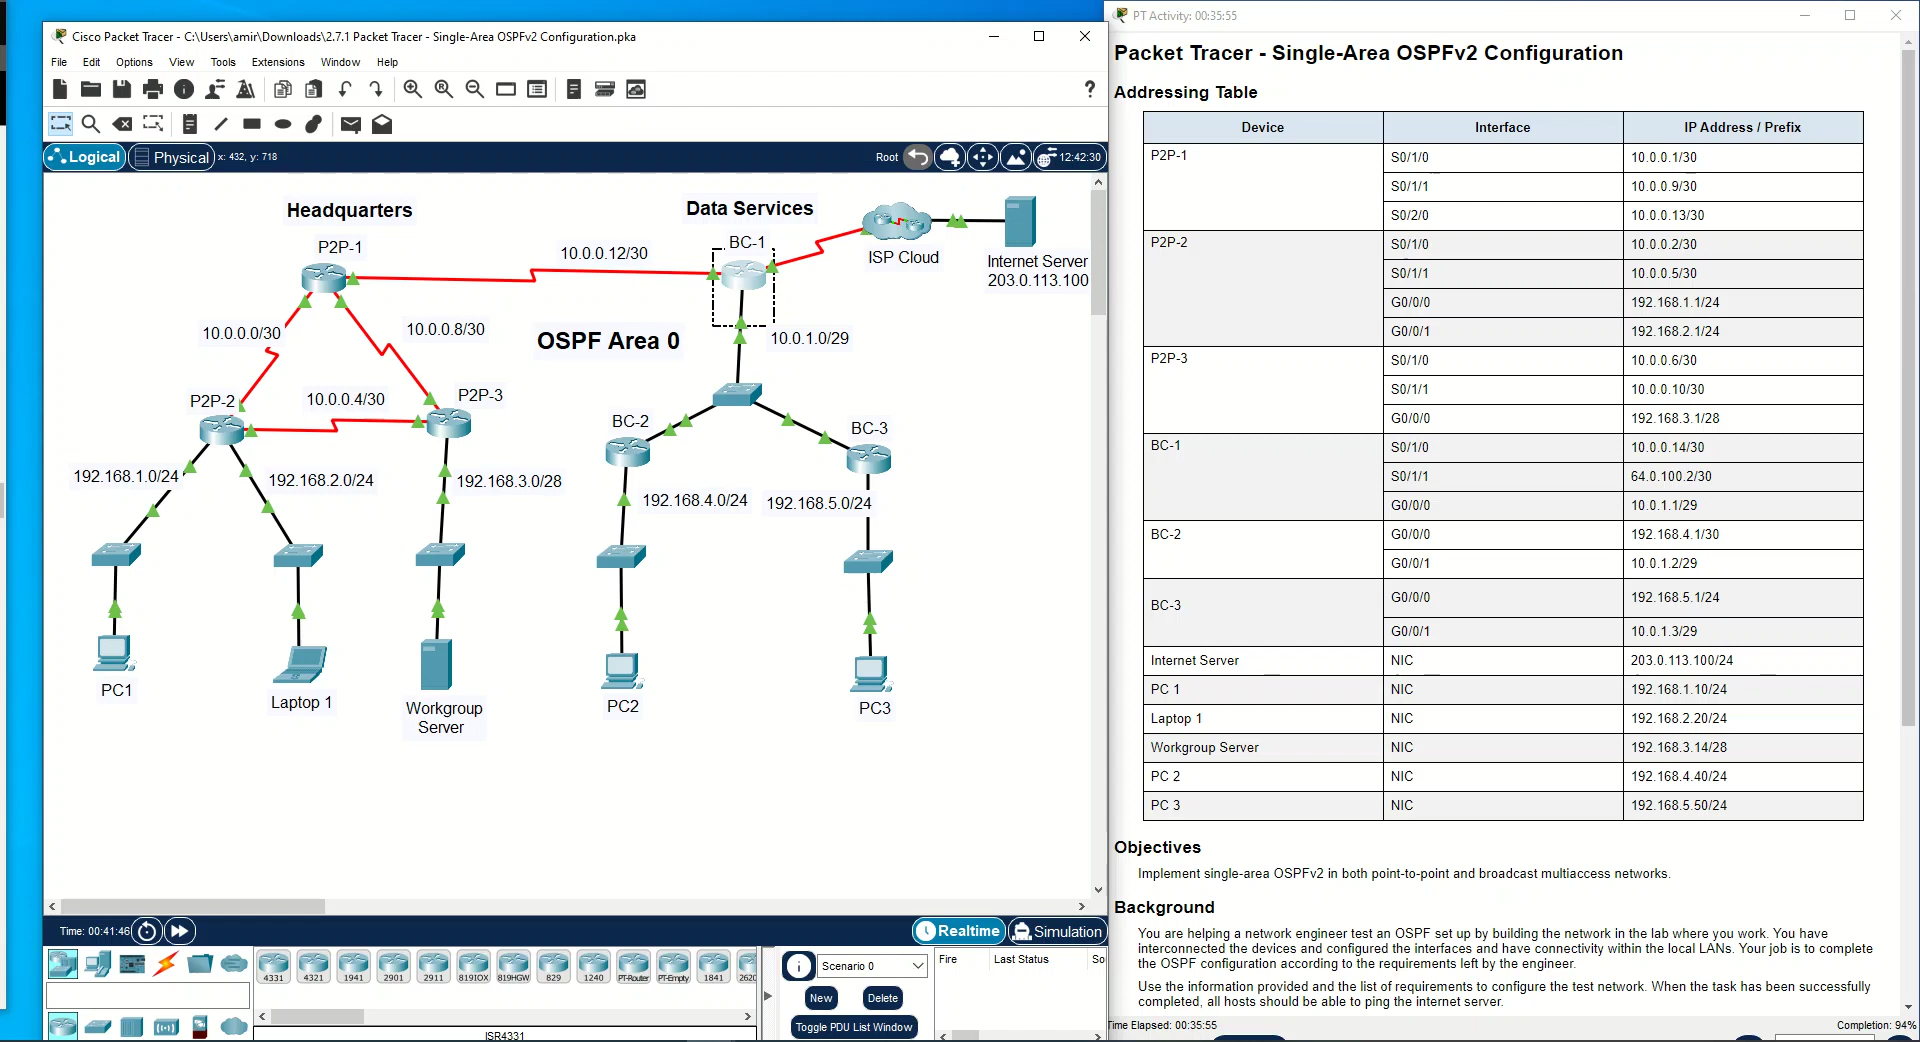 Cisco Packet Tracer - C:\Users\amir\Downloads\2.7.1 Packet Tracer - Single-Area OSPFv2 Configuration.pka
File Edit Options View Tools Extensions Window Help
?
Logical Physical x: 432, y: 718 Root 12:42:30
Headquarters
Data Services
P2P-1
BC-1
10.0.0.12/30
ISP Cloud
Internet Server
203.0.113.100
10.0.0.0/30
10.0.0.8/30
OSPF Area 0
10.0.1.0/29
P2P-2
10.0.0.4/30
P2P-3
BC-2
BC-3
192.168.1.0/24
192.168.2.0/24
192.168.3.0/28
192.168.4.0/24
192.168.5.0/24
PC1
Laptop 1
Workgroup
Server
PC2
PC3
Time: 00:41:46
Realtime Simulation
4331 4321 1941 2901 2911 819IOX 819HGW 829 1240 PT-Router PT-Empty 1841 2620
ISR4331
Scenario 0
New Delete
Toggle PDU List Window
Fire Last Status So
PT Activity: 00:35:55
Packet Tracer - Single-Area OSPFv2 Configuration
Addressing Table
Device Interface IP Address / Prefix
P2P-1 S0/1/0 10.0.0.1/30
S0/1/1 10.0.0.9/30
S0/2/0 10.0.0.13/30
P2P-2 S0/1/0 10.0.0.2/30
S0/1/1 10.0.0.5/30
G0/0/0 192.168.1.1/24
G0/0/1 192.168.2.1/24
P2P-3 S0/1/0 10.0.0.6/30
S0/1/1 10.0.0.10/30
G0/0/0 192.168.3.1/28
BC-1 S0/1/0 10.0.0.14/30
S0/1/1 64.0.100.2/30
G0/0/0 10.0.1.1/29
BC-2 G0/0/0 192.168.4.1/30
G0/0/1 10.0.1.2/29
BC-3 G0/0/0 192.168.5.1/24
G0/0/1 10.0.1.3/29
Internet Server NIC 203.0.113.100/24
PC 1 NIC 192.168.1.10/24
Laptop 1 NIC 192.168.2.20/24
Workgroup Server NIC 192.168.3.14/28
PC 2 NIC 192.168.4.40/24
PC 3 NIC 192.168.5.50/24
Objectives
Implement single-area OSPFv2 in both point-to-point and broadcast multiaccess networks.
Background
You are helping a network engineer test an OSPF set up by building the network in the lab where you work. You have
interconnected the devices and configured the interfaces and have connectivity within the local LANs. Your job is to complete
the OSPF configuration according to the requirements left by the engineer.
Use the information provided and the list of requirements to configure the test network. When the task has been successfully
completed, all hosts should be able to ping the internet server.
Time Elapsed: 00:35:55 Completion: 94%